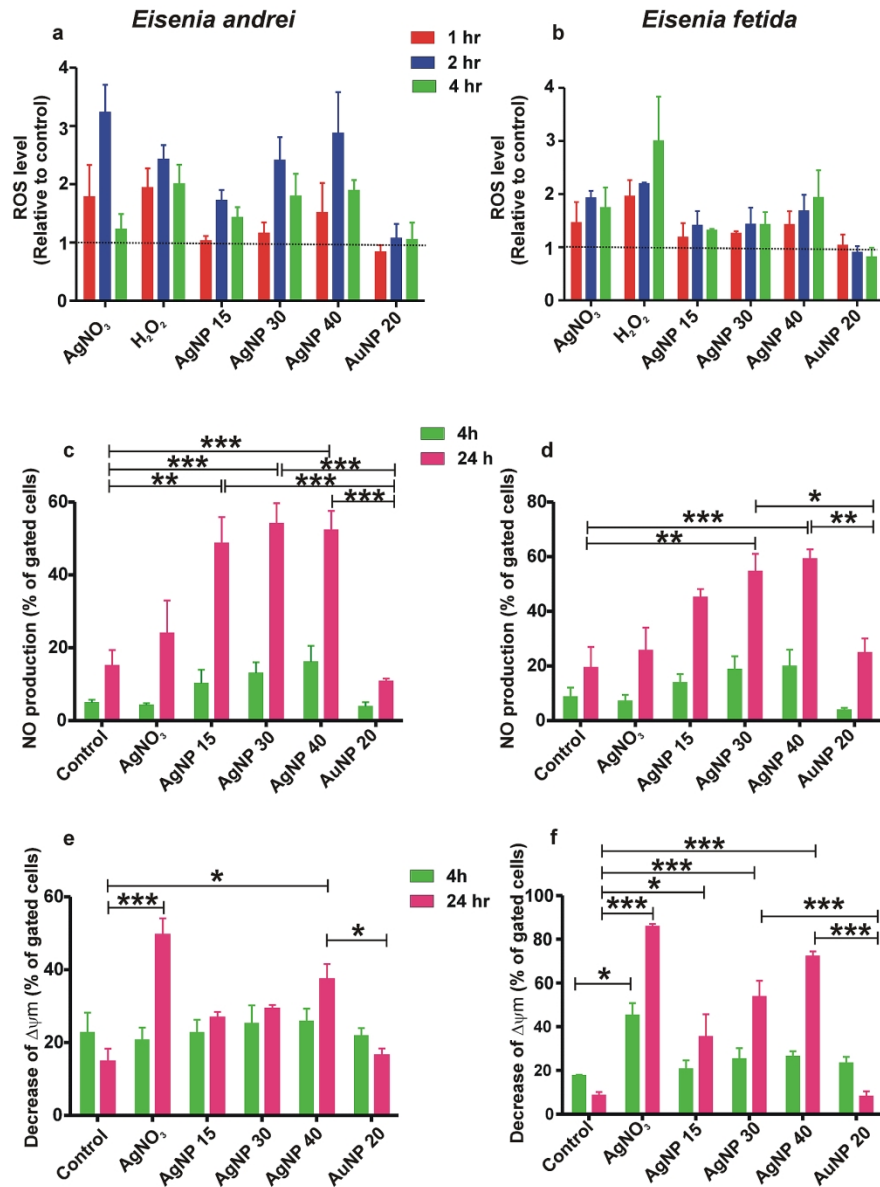 Eisenia andrei
Eisenia fetida
a
1 hr
2 hr
4 hr
b
ROS level
(Relative to control)
4
3
2
1
0
AgNO₃
H₂O₂
AgNP 15
AgNP 30
AgNP 40
AuNP 20
ROS level
(Relative to control)
4
3
2
1
0
AgNO₃
H₂O₂
AgNP 15
AgNP 30
AgNP 40
AuNP 20
c
4h
24 h
d
***
***
***
**
***
***
NO production (% of gated cells)
60
40
20
0
Control
AgNO₃
AgNP 15
AgNP 30
AgNP 40
AuNP 20
*
***
**
**
NO production (% of gated cells)
80
60
40
20
0
Control
AgNO₃
AgNP 15
AgNP 30
AgNP 40
AuNP 20
e
4h
24 hr
f
*
***
*
Decrease of Δψm (% of gated cells)
60
40
20
0
Control
AgNO₃
AgNP 15
AgNP 30
AgNP 40
AuNP 20
***
***
*
***
***
***
*
Decrease of Δψm (% of gated cells)
100
80
60
40
20
0
Control
AgNO₃
AgNP 15
AgNP 30
AgNP 40
AuNP 20